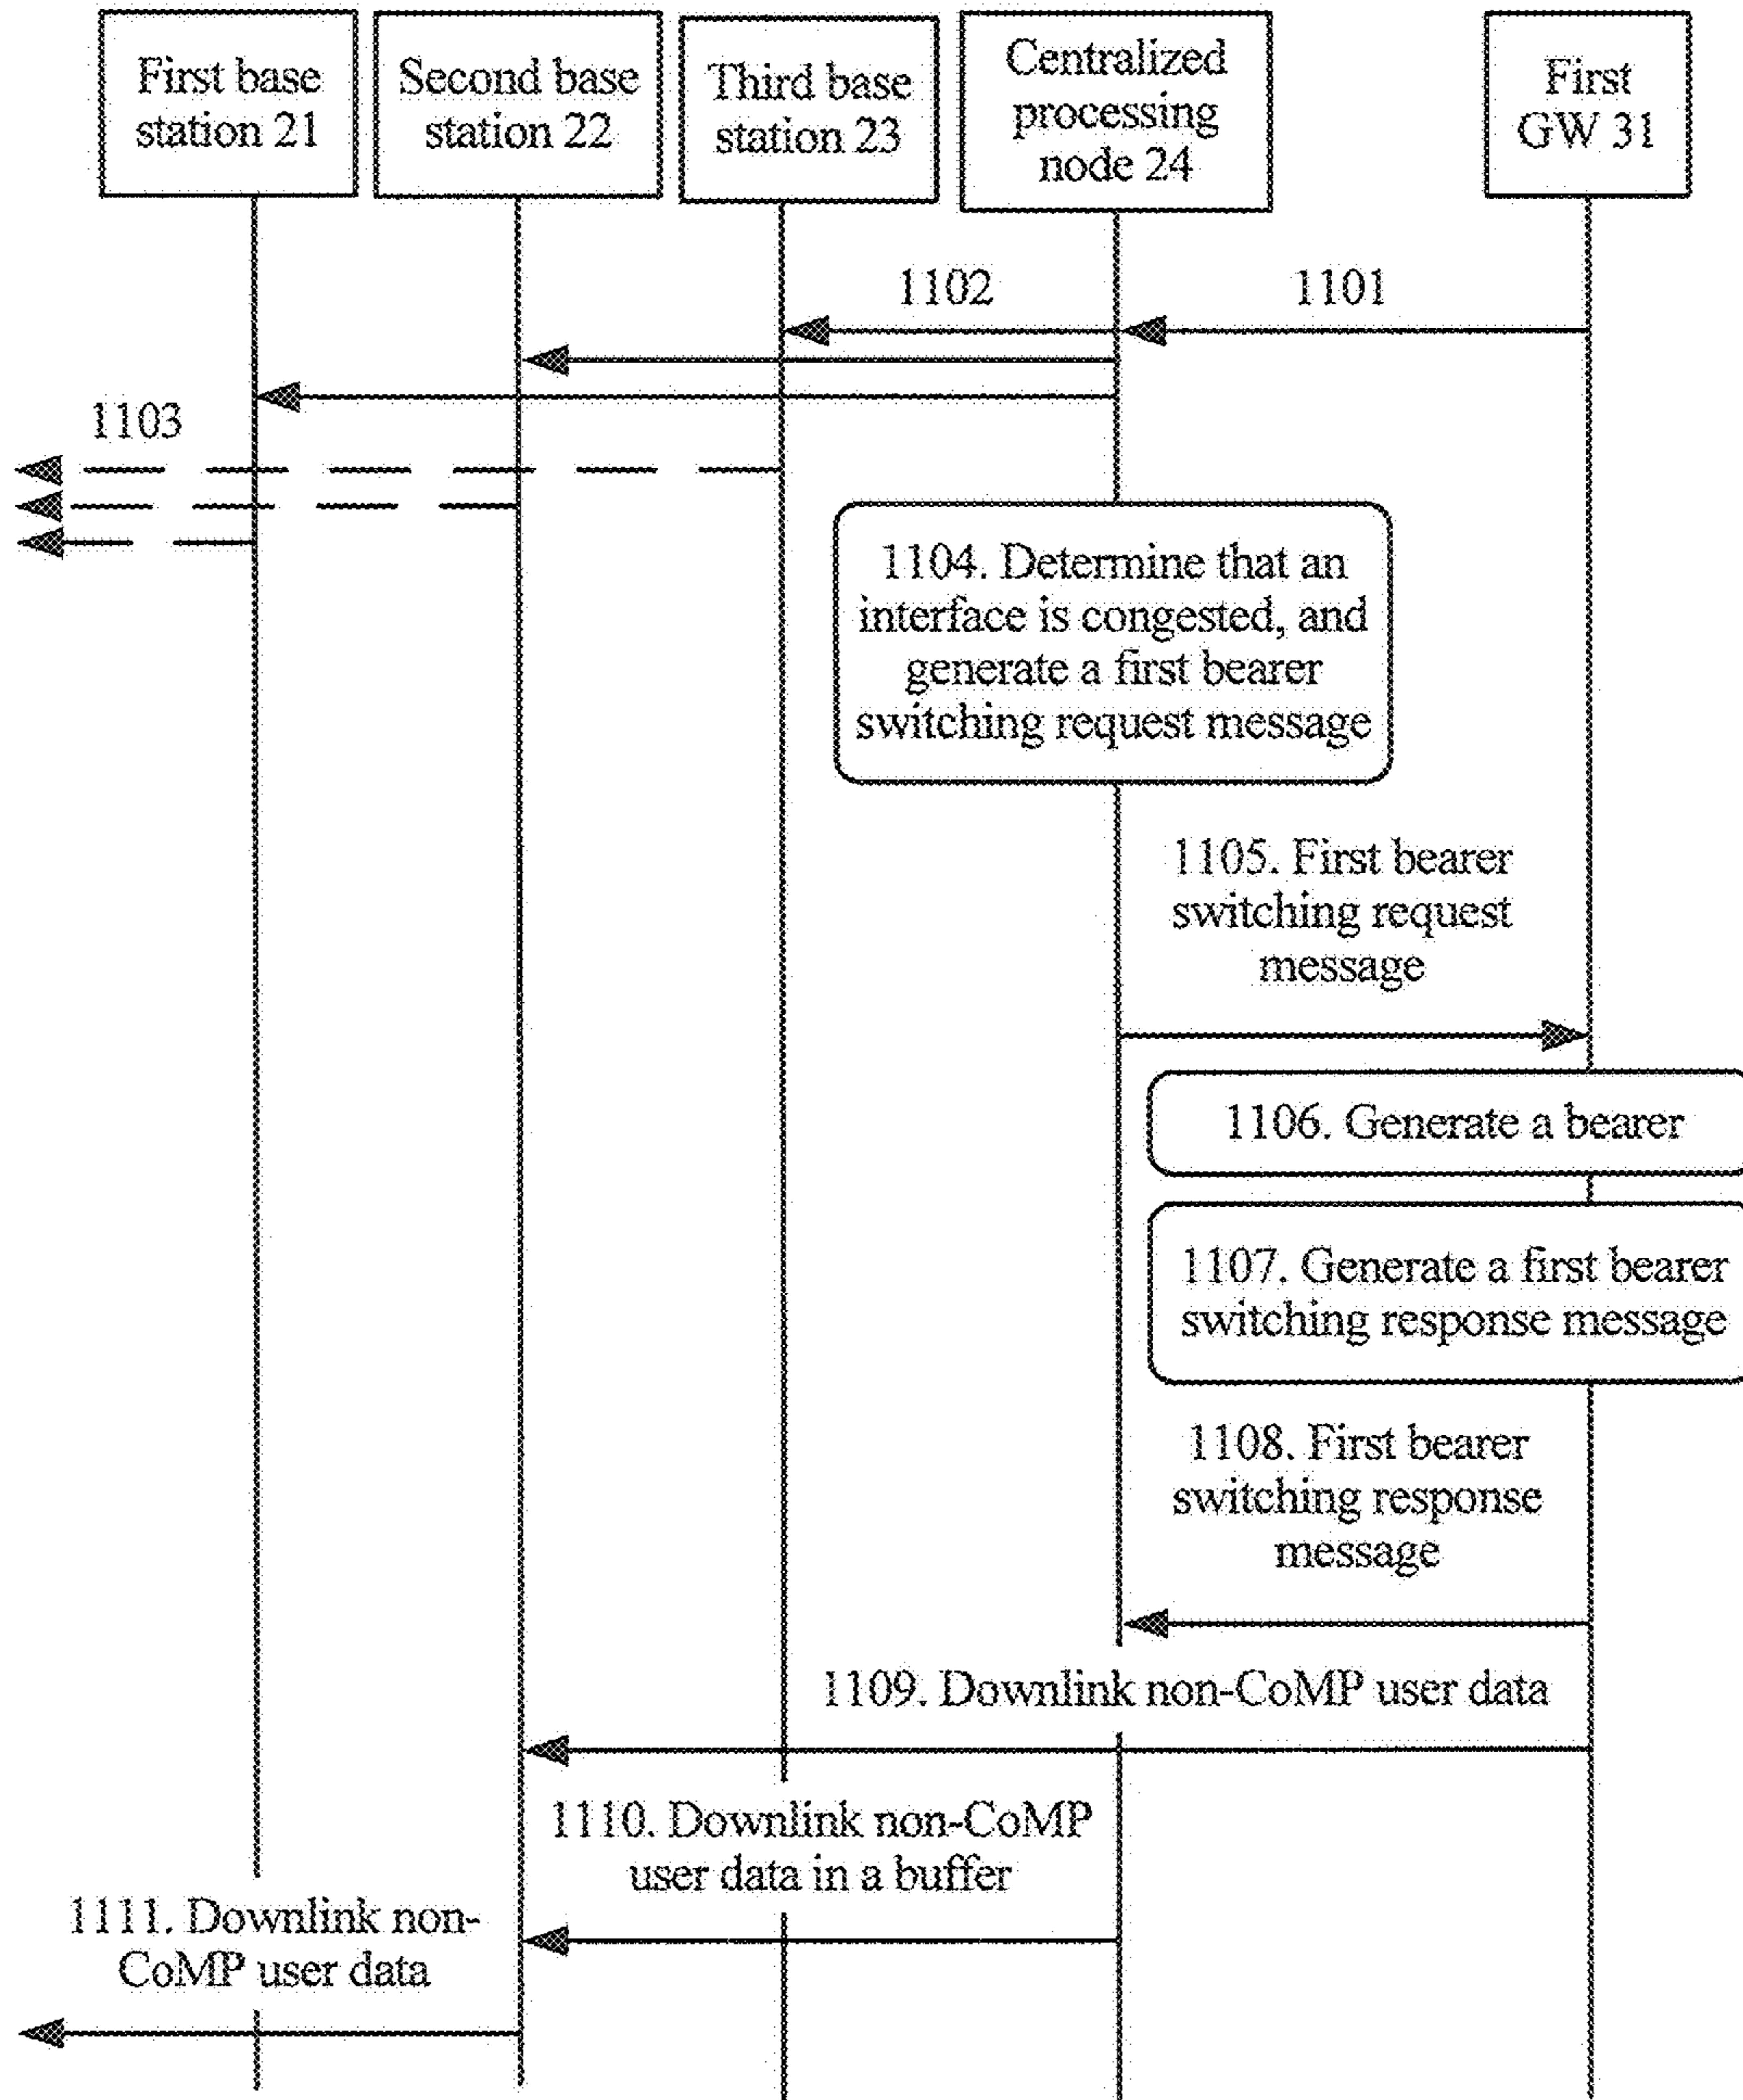 First base
station 21
Second base
station 22
Third base
station 23
Centralized
processing
node 24
First
GW 31
1102
1101
1103
1104. Determine that an
interface is congested, and
generate a first bearer
switching request message
1105. First bearer
switching request
message
1106. Generate a bearer
1107. Generate a first bearer
switching response message
1108. First bearer
switching response
message
1109. Downlink non-CoMP user data
1110. Downlink non-CoMP
user data in a buffer
1111. Downlink non-
CoMP user data